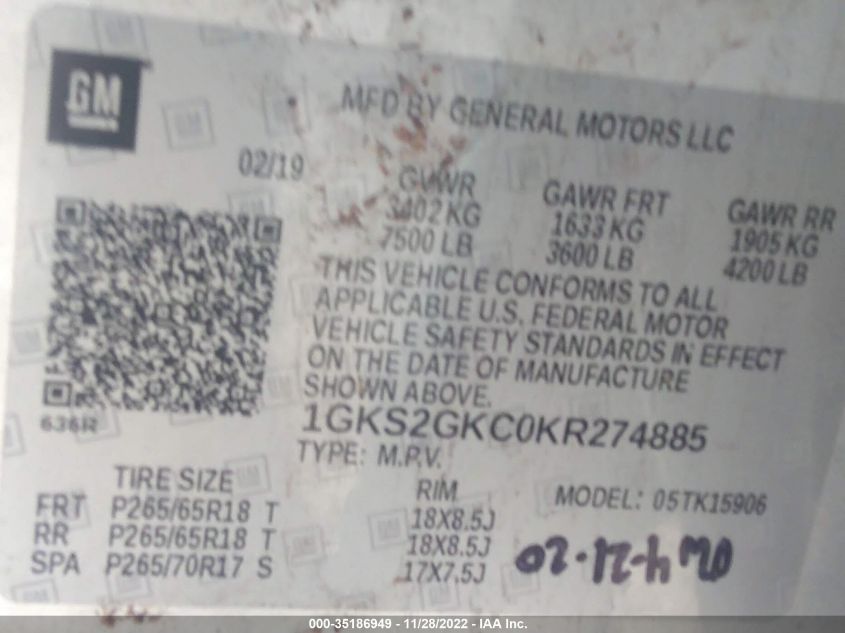 GM
MFD BY GENERAL MOTORS LLC
02/19
GVWR GAWR FRT GAWR RR
3402 KG 1633 KG 1905 KG
7500 LB 3600 LB 4200 LB
THIS VEHICLE CONFORMS TO ALL
APPLICABLE U.S. FEDERAL MOTOR
VEHICLE SAFETY STANDARDS IN EFFECT
ON THE DATE OF MANUFACTURE
SHOWN ABOVE.
636R
1GKS2GKC0KR274885
TYPE: M.P.V.
TIRE SIZE RIM MODEL: 05TK15906
FRT P265/65R18 T 18X8.5J
RR P265/65R18 T 18X8.5J
SPA P265/70R17 S 17X7.5J
000-35186949 - 11/28/2022 - IAA Inc.